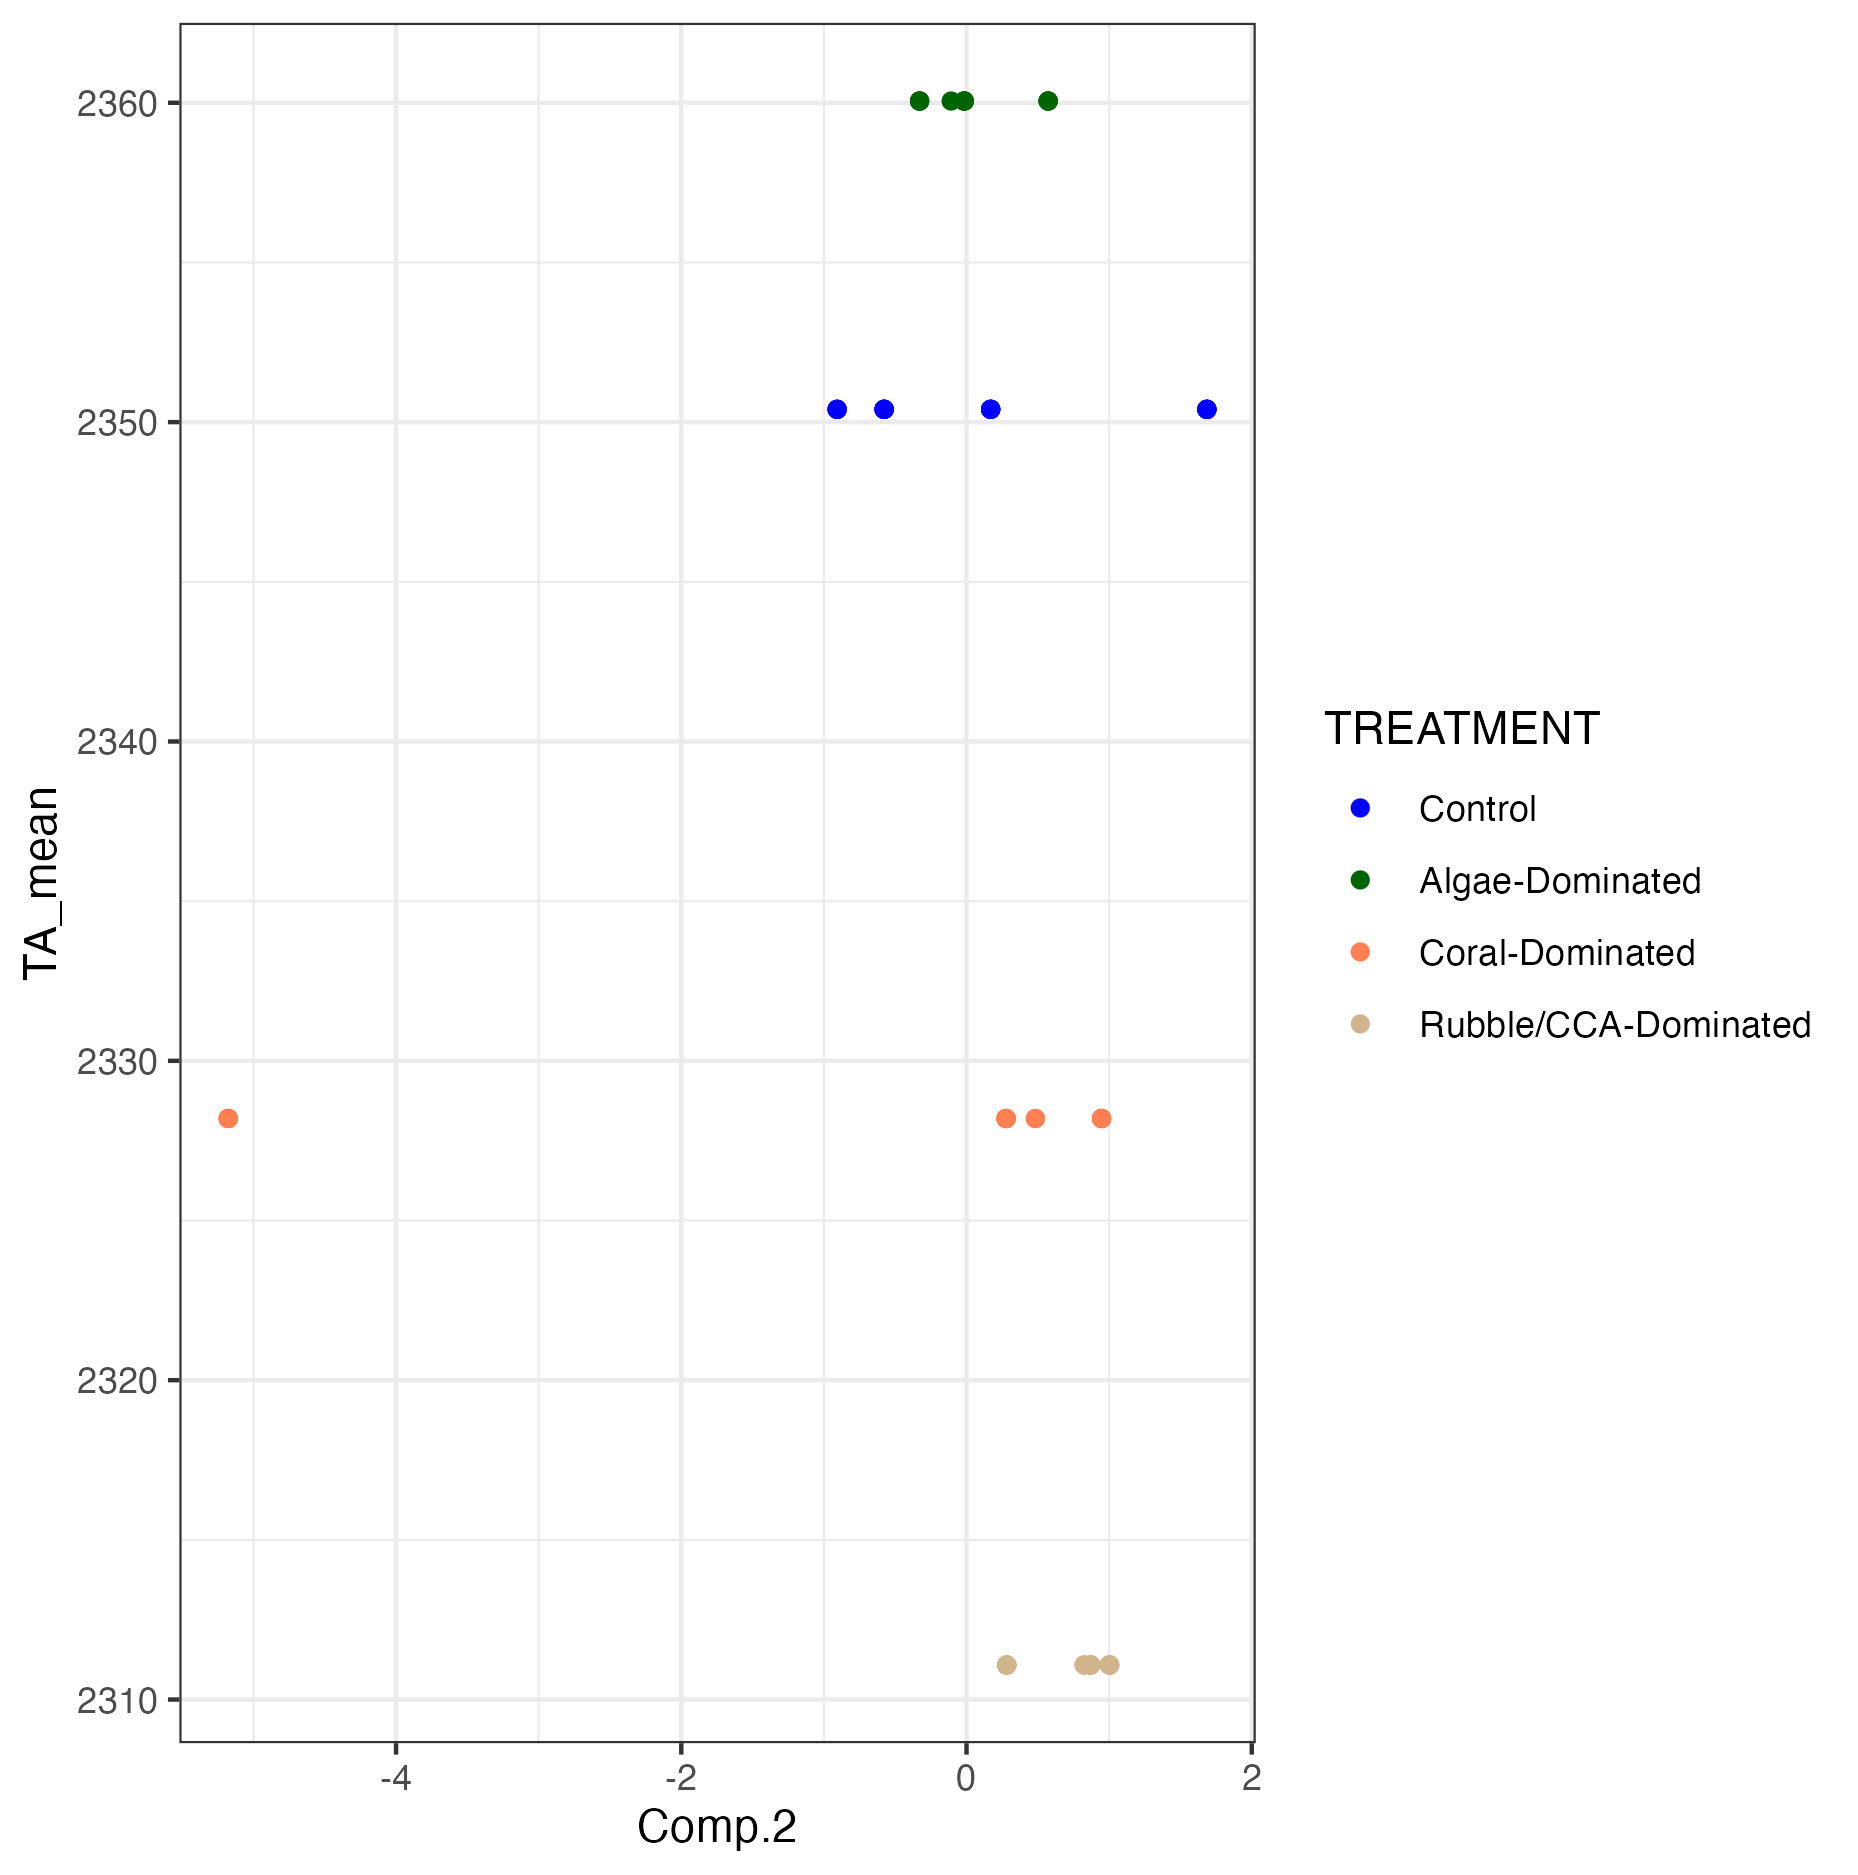 2360
2350
2340
2330
2320
2310
TA_mean
-4
-2
0
2
Comp.2
TREATMENT
Control
Algae-Dominated
Coral-Dominated
Rubble/CCA-Dominated